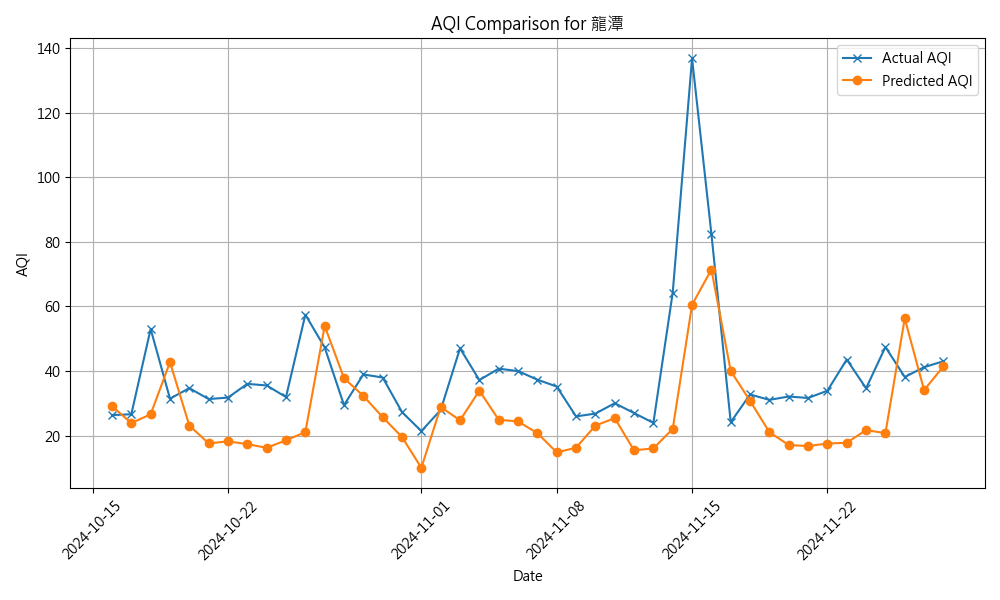 AQI Comparison for 龍潭
Actual AQI
Predicted AQI
140
120
100
80
60
40
20
AQI
2024-10-15
2024-10-22
2024-11-01
2024-11-08
2024-11-15
2024-11-22
Date